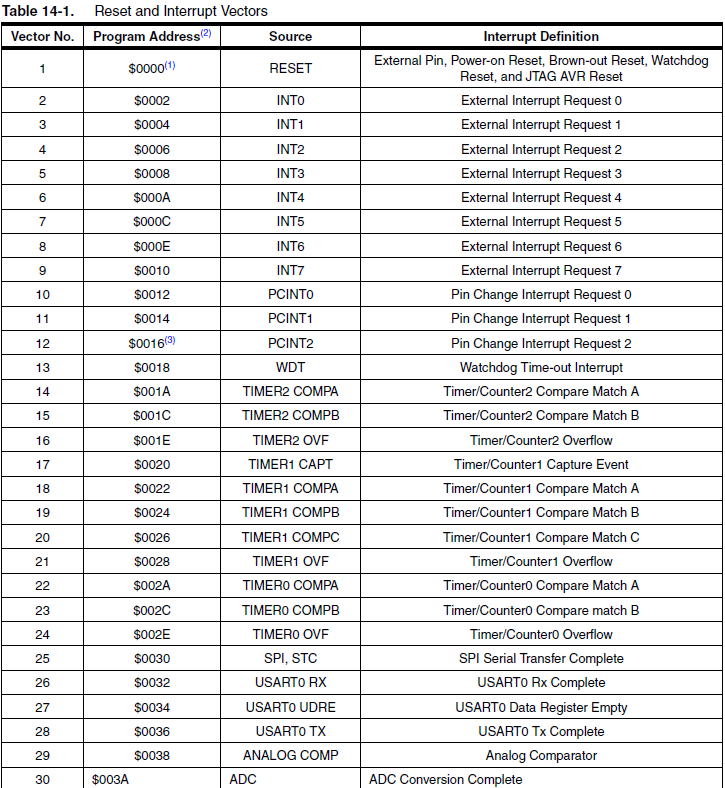 Table 14-1. Reset and Interrupt Vectors
Vector No. Program Address(2) Source Interrupt Definition
1 $0000(1) RESET External Pin, Power-on Reset, Brown-out Reset, Watchdog
Reset, and JTAG AVR Reset
2 $0002 INT0 External Interrupt Request 0
3 $0004 INT1 External Interrupt Request 1
4 $0006 INT2 External Interrupt Request 2
5 $0008 INT3 External Interrupt Request 3
6 $000A INT4 External Interrupt Request 4
7 $000C INT5 External Interrupt Request 5
8 $000E INT6 External Interrupt Request 6
9 $0010 INT7 External Interrupt Request 7
10 $0012 PCINT0 Pin Change Interrupt Request 0
11 $0014 PCINT1 Pin Change Interrupt Request 1
12 $0016(3) PCINT2 Pin Change Interrupt Request 2
13 $0018 WDT Watchdog Time-out Interrupt
14 $001A TIMER2 COMPA Timer/Counter2 Compare Match A
15 $001C TIMER2 COMPB Timer/Counter2 Compare Match B
16 $001E TIMER2 OVF Timer/Counter2 Overflow
17 $0020 TIMER1 CAPT Timer/Counter1 Capture Event
18 $0022 TIMER1 COMPA Timer/Counter1 Compare Match A
19 $0024 TIMER1 COMPB Timer/Counter1 Compare Match B
20 $0026 TIMER1 COMPC Timer/Counter1 Compare Match C
21 $0028 TIMER1 OVF Timer/Counter1 Overflow
22 $002A TIMER0 COMPA Timer/Counter0 Compare Match A
23 $002C TIMER0 COMPB Timer/Counter0 Compare match B
24 $002E TIMER0 OVF Timer/Counter0 Overflow
25 $0030 SPI, STC SPI Serial Transfer Complete
26 $0032 USART0 RX USART0 Rx Complete
27 $0034 USART0 UDRE USART0 Data Register Empty
28 $0036 USART0 TX USART0 Tx Complete
29 $0038 ANALOG COMP Analog Comparator
30 $003A ADC ADC Conversion Complete